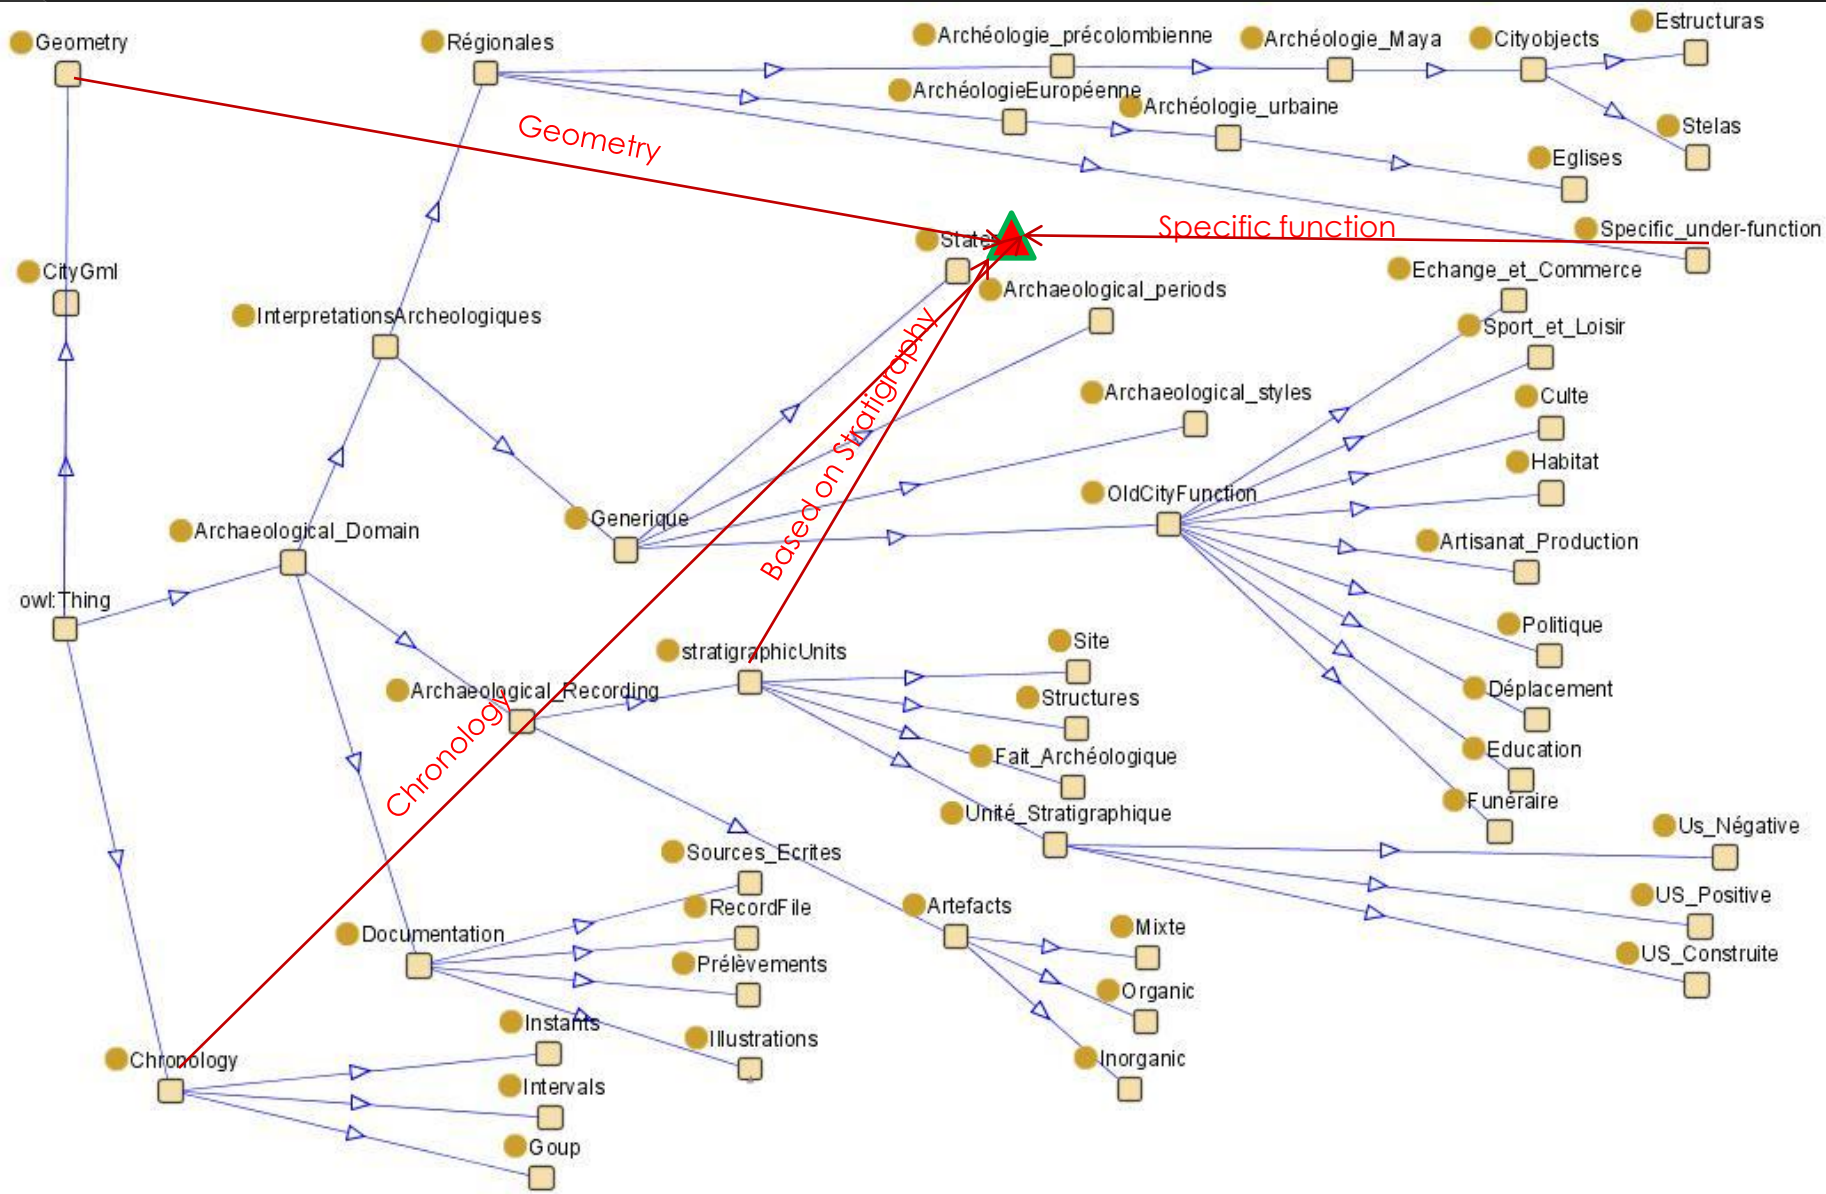 Estructuras
Geometry
Régionales
Archéologie_précolombienne
Archéologie_Maya
Cityobjects
ArchéologieEuropéenne
Archéologie_urbaine
Stelas
Geometry
Eglises
Specific function
Specific_under-function
States
CityGml
Echange_et_Commerce
Archaeological_periods
InterpretationsArcheologiques
Sport_et_Loisir
Archaeological_styles
Culte
Based on Stratigraphy
Habitat
OldCityFunction
Generique
Archaeological_Domain
Artisanat_Production
owl:Thing
Politique
Site
stratigraphicUnits
Archaeological_Recording
Structures
Déplacement
Chronology
Fait_Archéologique
Education
Funéraire
Unité_Stratigraphique
Us_Négative
Sources_Ecrites
US_Positive
RecordFile
Artefacts
Mixte
Documentation
US_Construite
Prélèvements
Organic
Instants
Illustrations
Chronology
Inorganic
Intervals
Goup